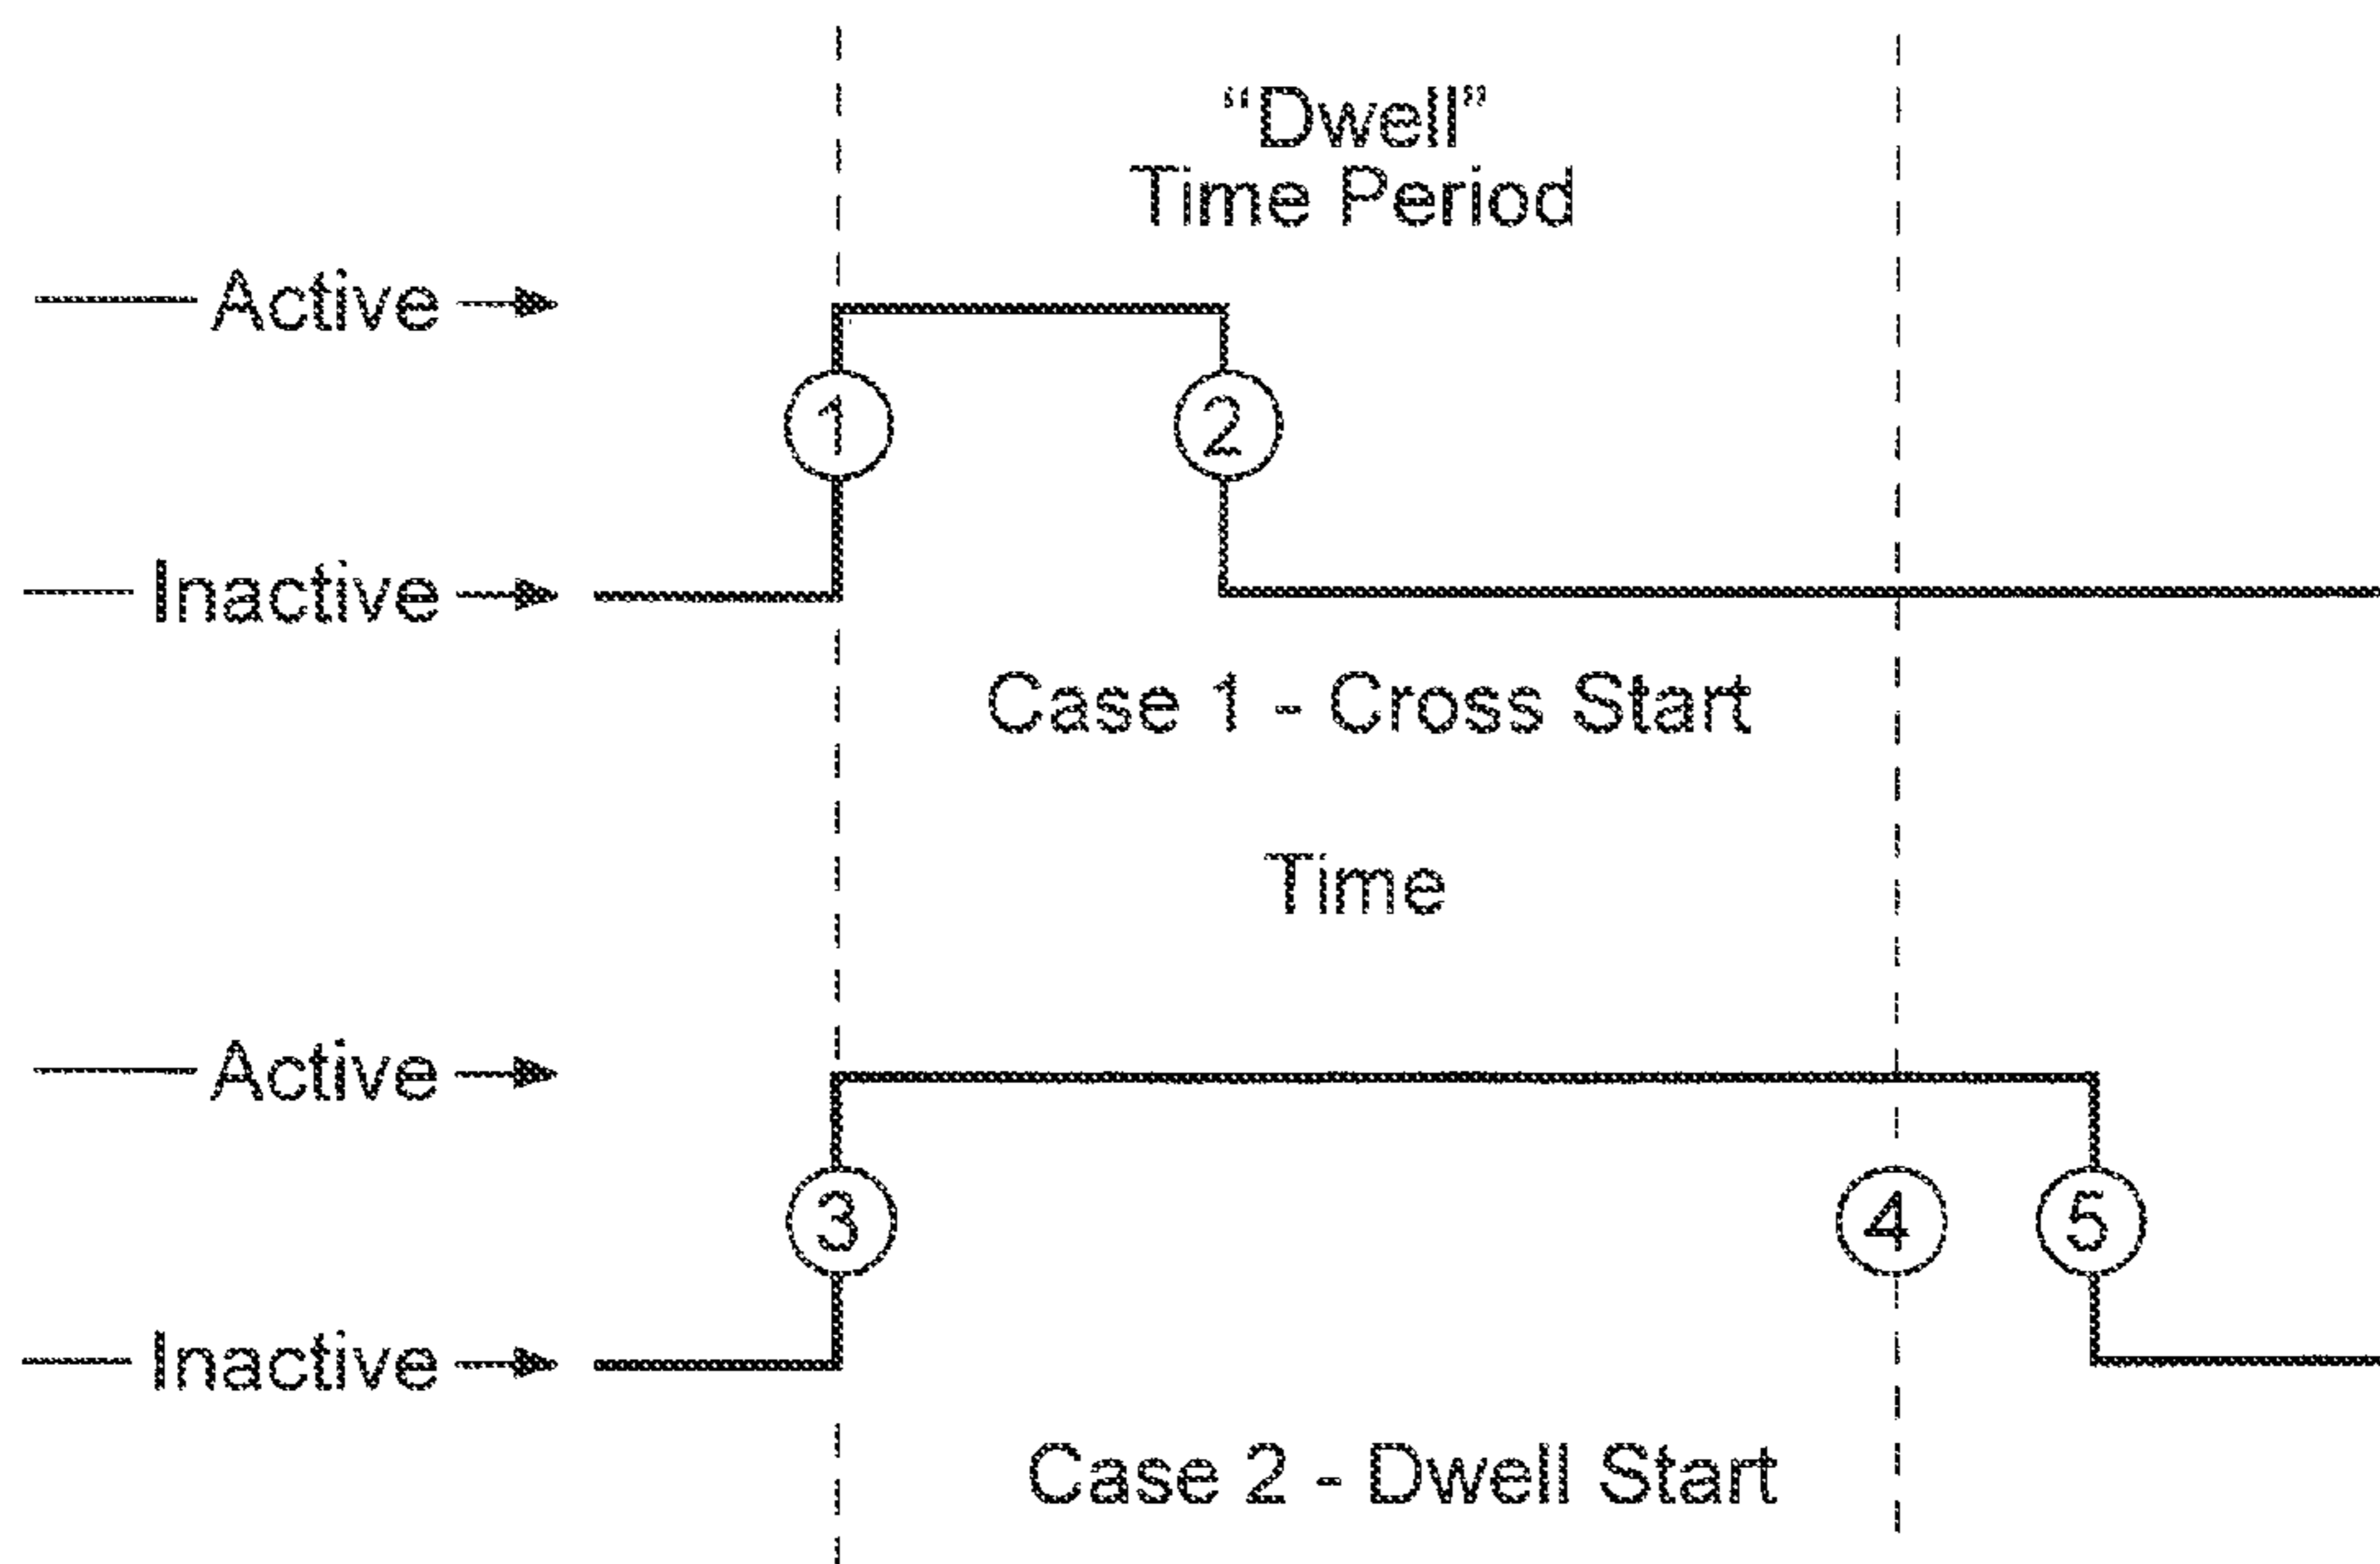 “Dwell”
Time Period
Active
1
2
Inactive
Case 1 - Cross Start
Time
Active
3
4
5
Inactive
Case 2 - Dwell Start